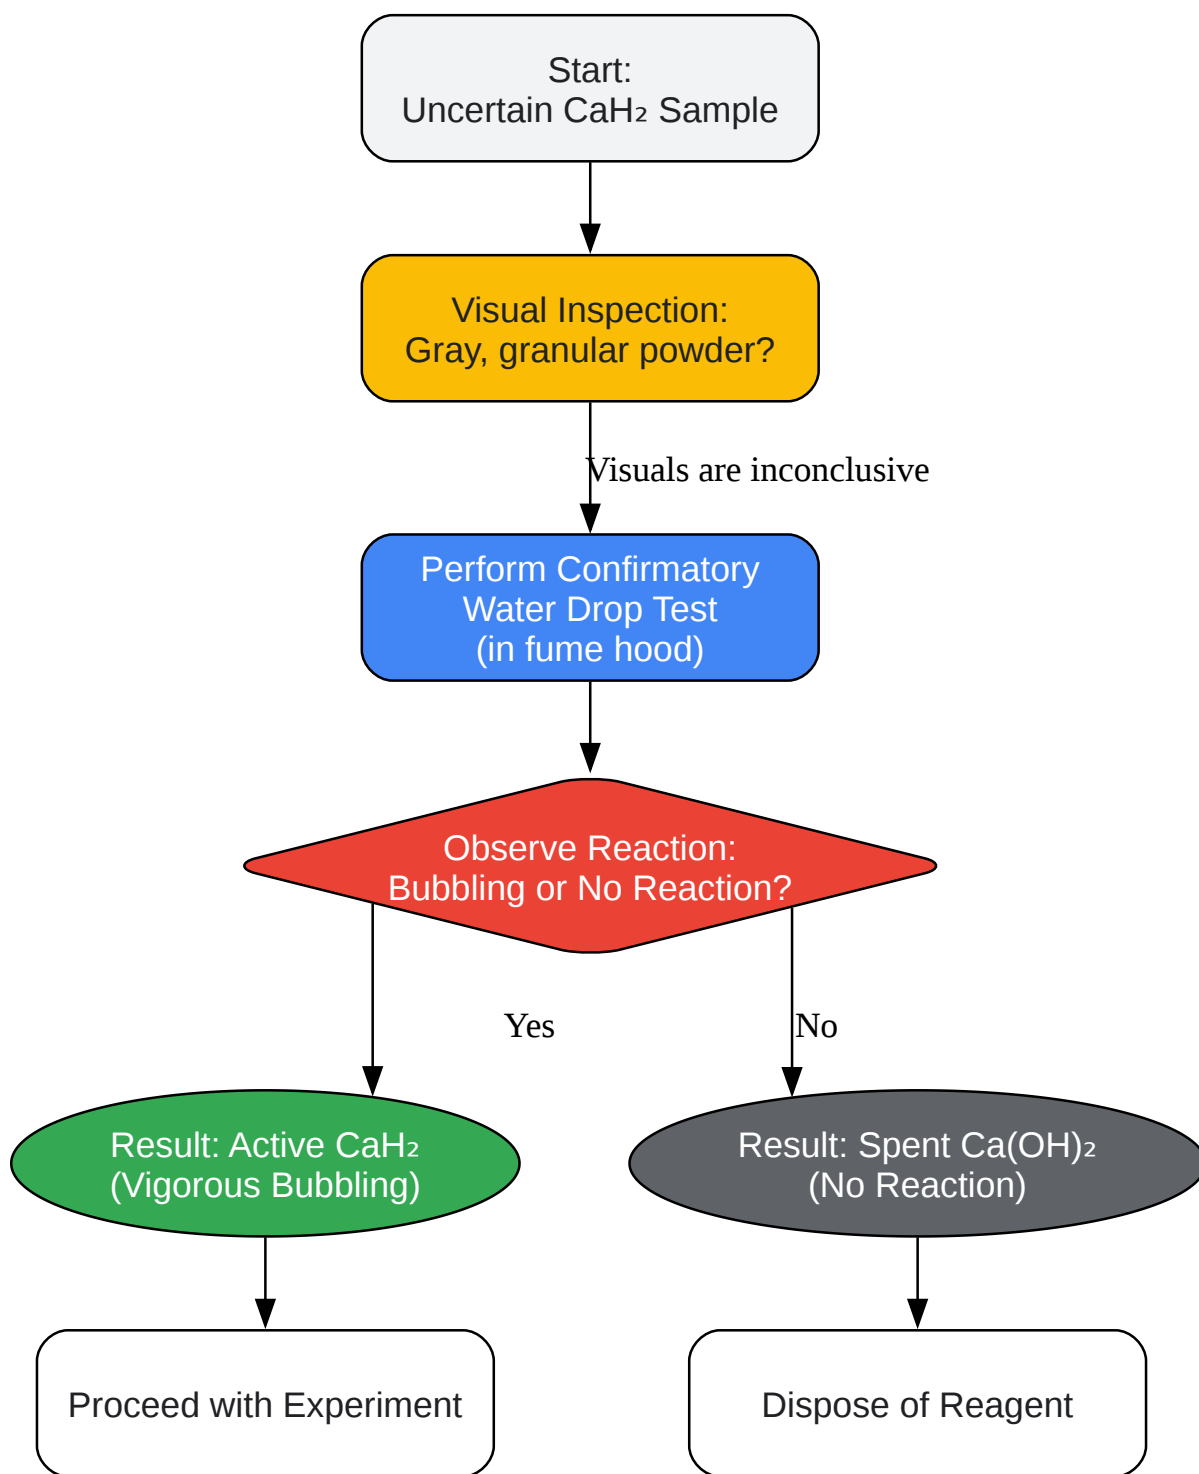 Start:
Uncertain CaH₂ Sample
Visual Inspection:
Gray, granular powder?
Visuals are inconclusive
Perform Confirmatory
Water Drop Test
(in fume hood)
Observe Reaction:
Bubbling or No Reaction?
Yes
No
Result: Active CaH₂
(Vigorous Bubbling)
Result: Spent Ca(OH)₂
(No Reaction)
Proceed with Experiment
Dispose of Reagent